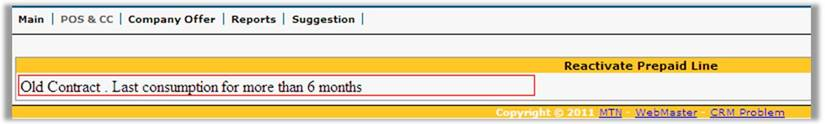 Main | POS & CC | Company Offer | Reports | Suggestion |
Reactivate Prepaid Line
Old Contract . Last consumption for more than 6 months
Copyright © 2011 MTN - WebMaster - CRM Problem